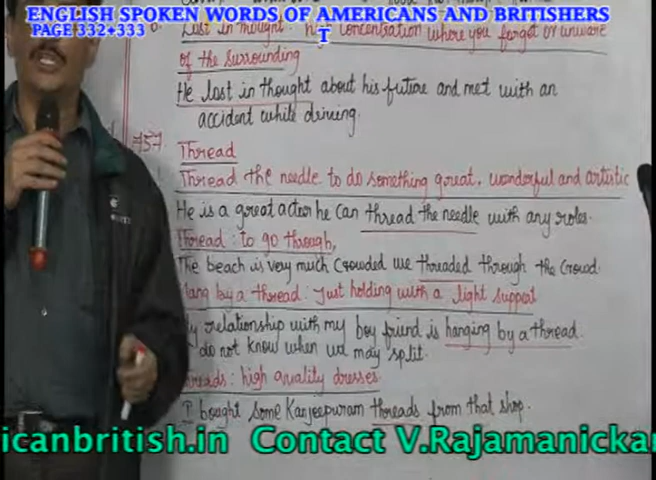 ENGLISH SPOKEN WORDS OF AMERICANS AND BRITISHERS
PAGE 332+333
T
Lost in thought: concentration where you forget or unware
of the surrounding
He lost in thought about his future and met with an
accident while driving.
757 Thread
Thread the needle to do something great, wonderful and artistic
He is a great actor he can thread the needle with any roles.
Thread: to go through,
The beach is very much crowded we threaded through the crowd.
Hang by a thread. Just holding with a light support
My relationship with my boy friend is hanging by a thread.
do not know when we may split.
Threads: high quality dresses
I bought some Kanjeepuram threads from that shop.
icanbritish.in Contact V.Rajamanickam